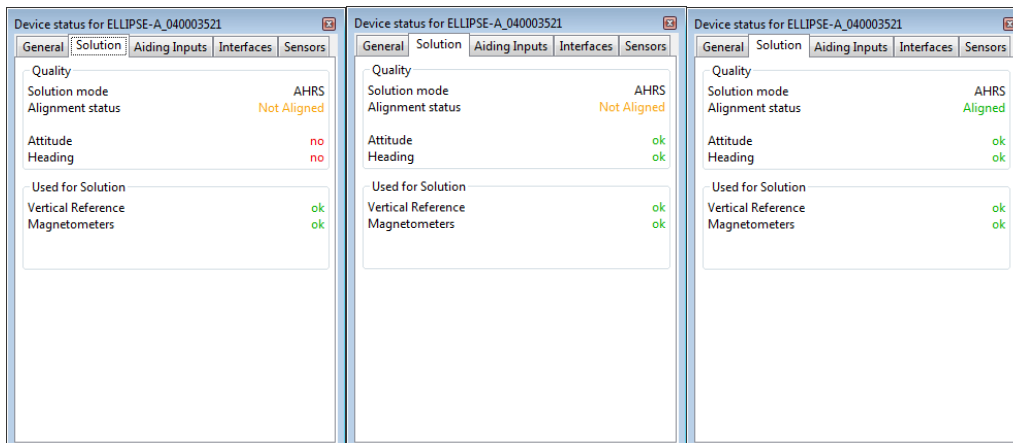 Device status for ELLIPSE-A_040003521
General Solution Aiding Inputs Interfaces Sensors
Quality
Solution mode AHRS
Alignment status Not Aligned
Attitude no
Heading no
Used for Solution
Vertical Reference ok
Magnetometers ok
Device status for ELLIPSE-A_040003521
General Solution Aiding Inputs Interfaces Sensors
Quality
Solution mode AHRS
Alignment status Not Aligned
Attitude ok
Heading ok
Used for Solution
Vertical Reference ok
Magnetometers ok
Device status for ELLIPSE-A_040003521
General Solution Aiding Inputs Interfaces Sensors
Quality
Solution mode AHRS
Alignment status Aligned
Attitude ok
Heading ok
Used for Solution
Vertical Reference ok
Magnetometers ok